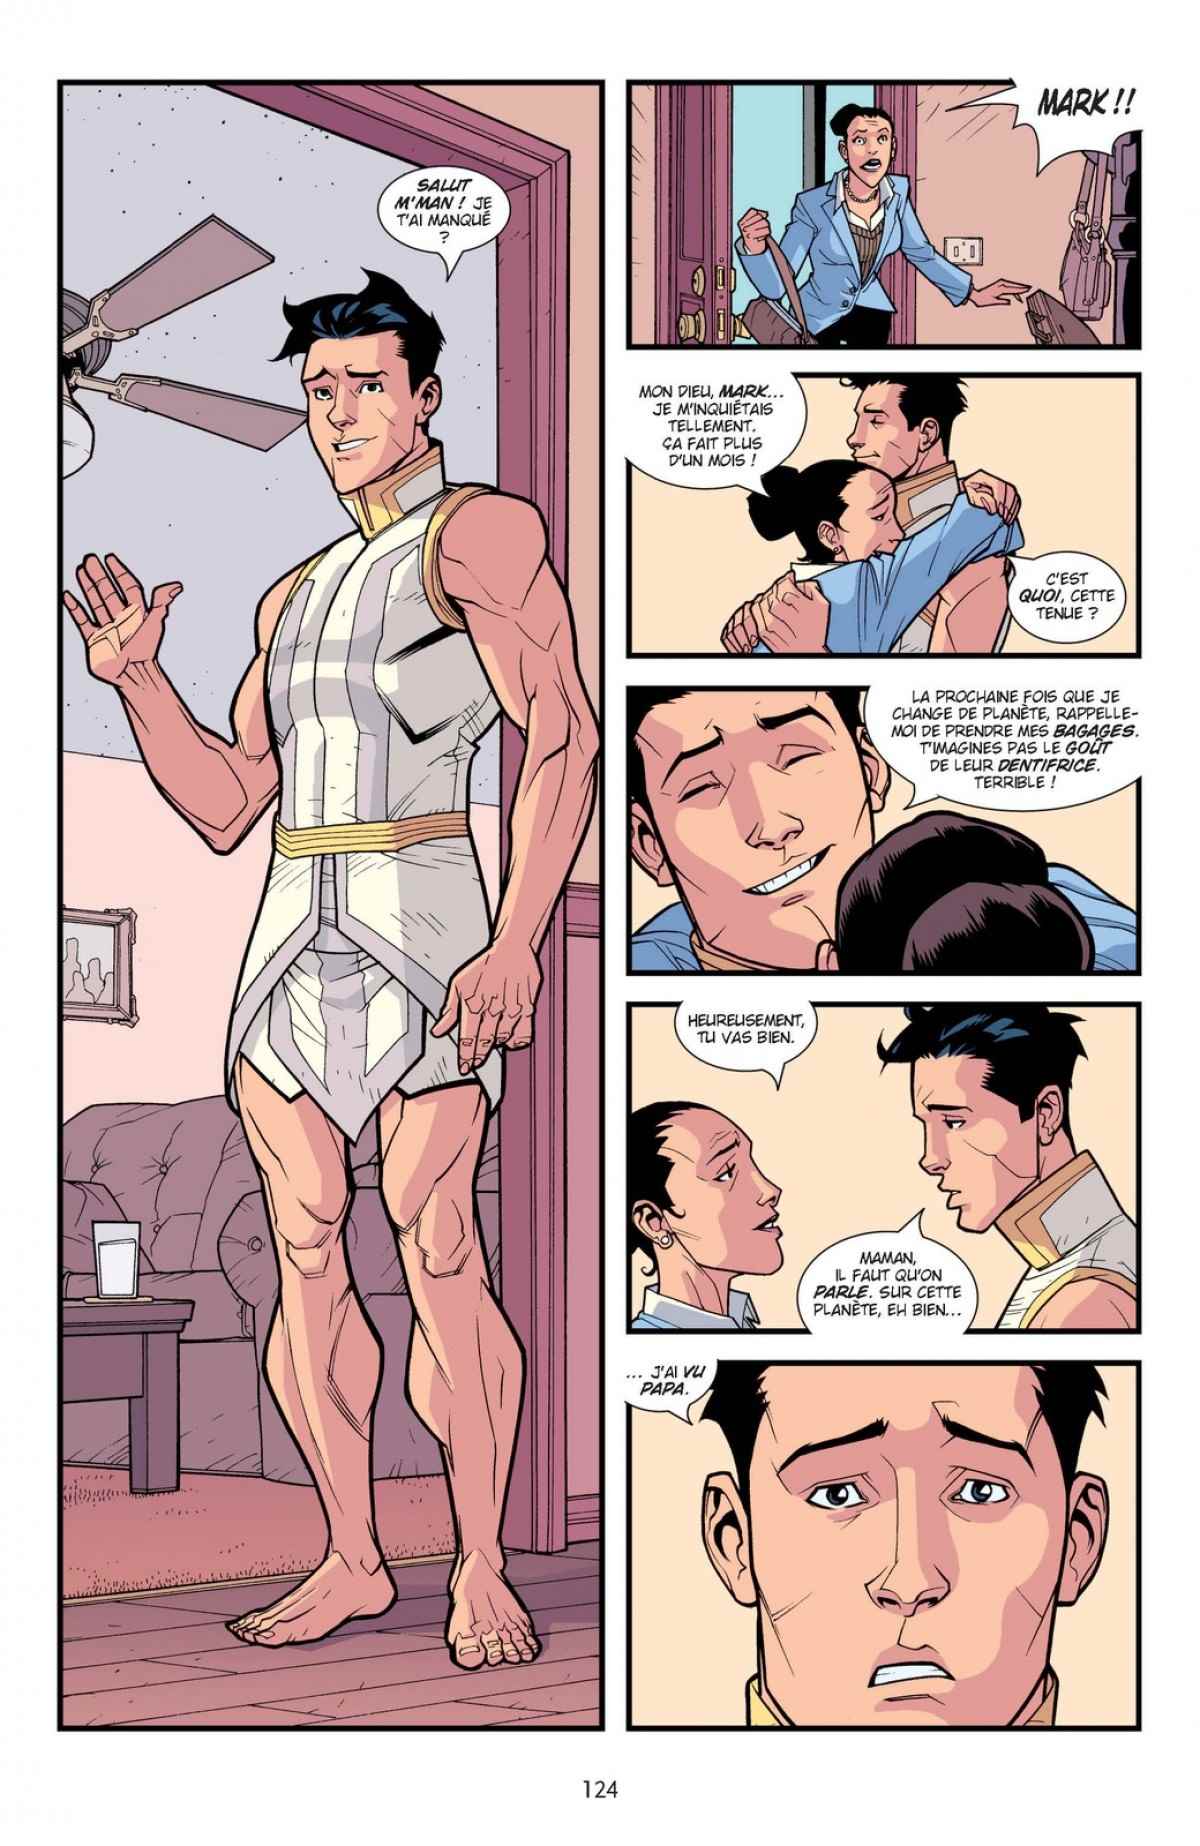 SALUT
M'MAN ! JE
T'AI MANQUÉ
?
MARK !!
MON DIEU, MARK...
JE M'INQUIÉTAIS
TELLEMENT.
ÇA FAIT PLUS
D'UN MOIS !
C'EST
QUOI, CETTE
TENUE ?
LA PROCHAINE FOIS QUE JE
CHANGE DE PLANÈTE, RAPPELLE-
MOI DE PRENDRE MES BAGAGES.
T'IMAGINES PAS LE GOÛT
DE LEUR DENTIFRICE.
TERRIBLE !
HEUREUSEMENT,
TU VAS BIEN.
MAMAN,
IL FAUT QU'ON
PARLE. SUR CETTE
PLANÈTE, EH BIEN...
... J'AI VU
PAPA.
124